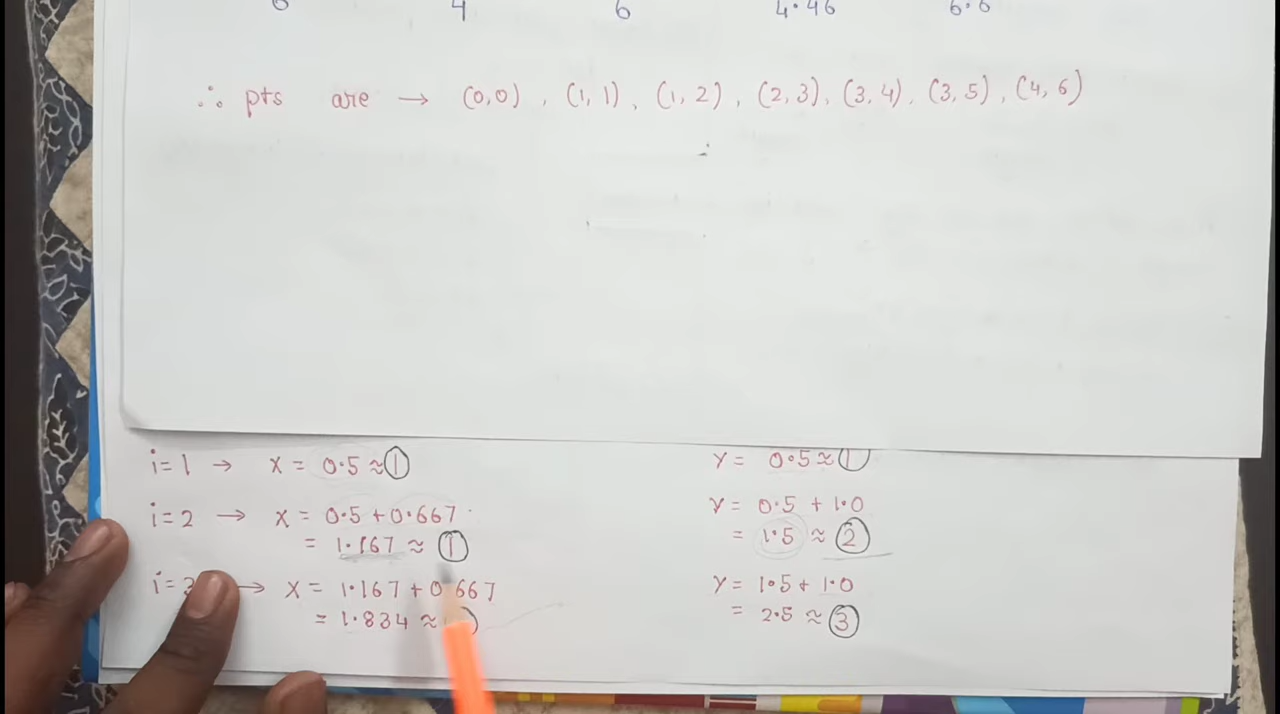 6 4 6 4.46 6.6
∴ pts are → (0,0), (1,1), (1,2), (2,3), (3,4), (3,5), (4,6)
i=1 → X = 0.5≈1 Y = 0.5≈1
i=2 → X = 0.5+0.667 Y = 0.5 + 1.0
= 1.167 ≈ 1 = 1.5 ≈ 2
i=3 → X = 1.167+0.667 Y = 1.5+ 1.0
= 1.834 ≈ = 2.5 ≈ 3